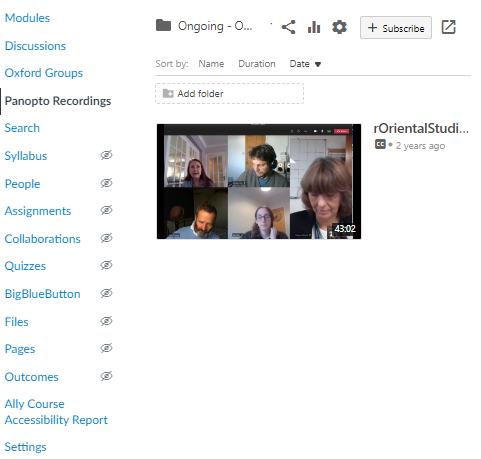 Modules
Discussions
Oxford Groups
Panopto Recordings
Search
Syllabus
People
Assignments
Collaborations
Quizzes
BigBlueButton
Files
Pages
Outcomes
Ally Course
Accessibility Report
Settings
Ongoing - O...
+ Subscribe
Sort by: Name Duration Date
Add folder
43:02
rOrientalStudi...
CC • 2 years ago